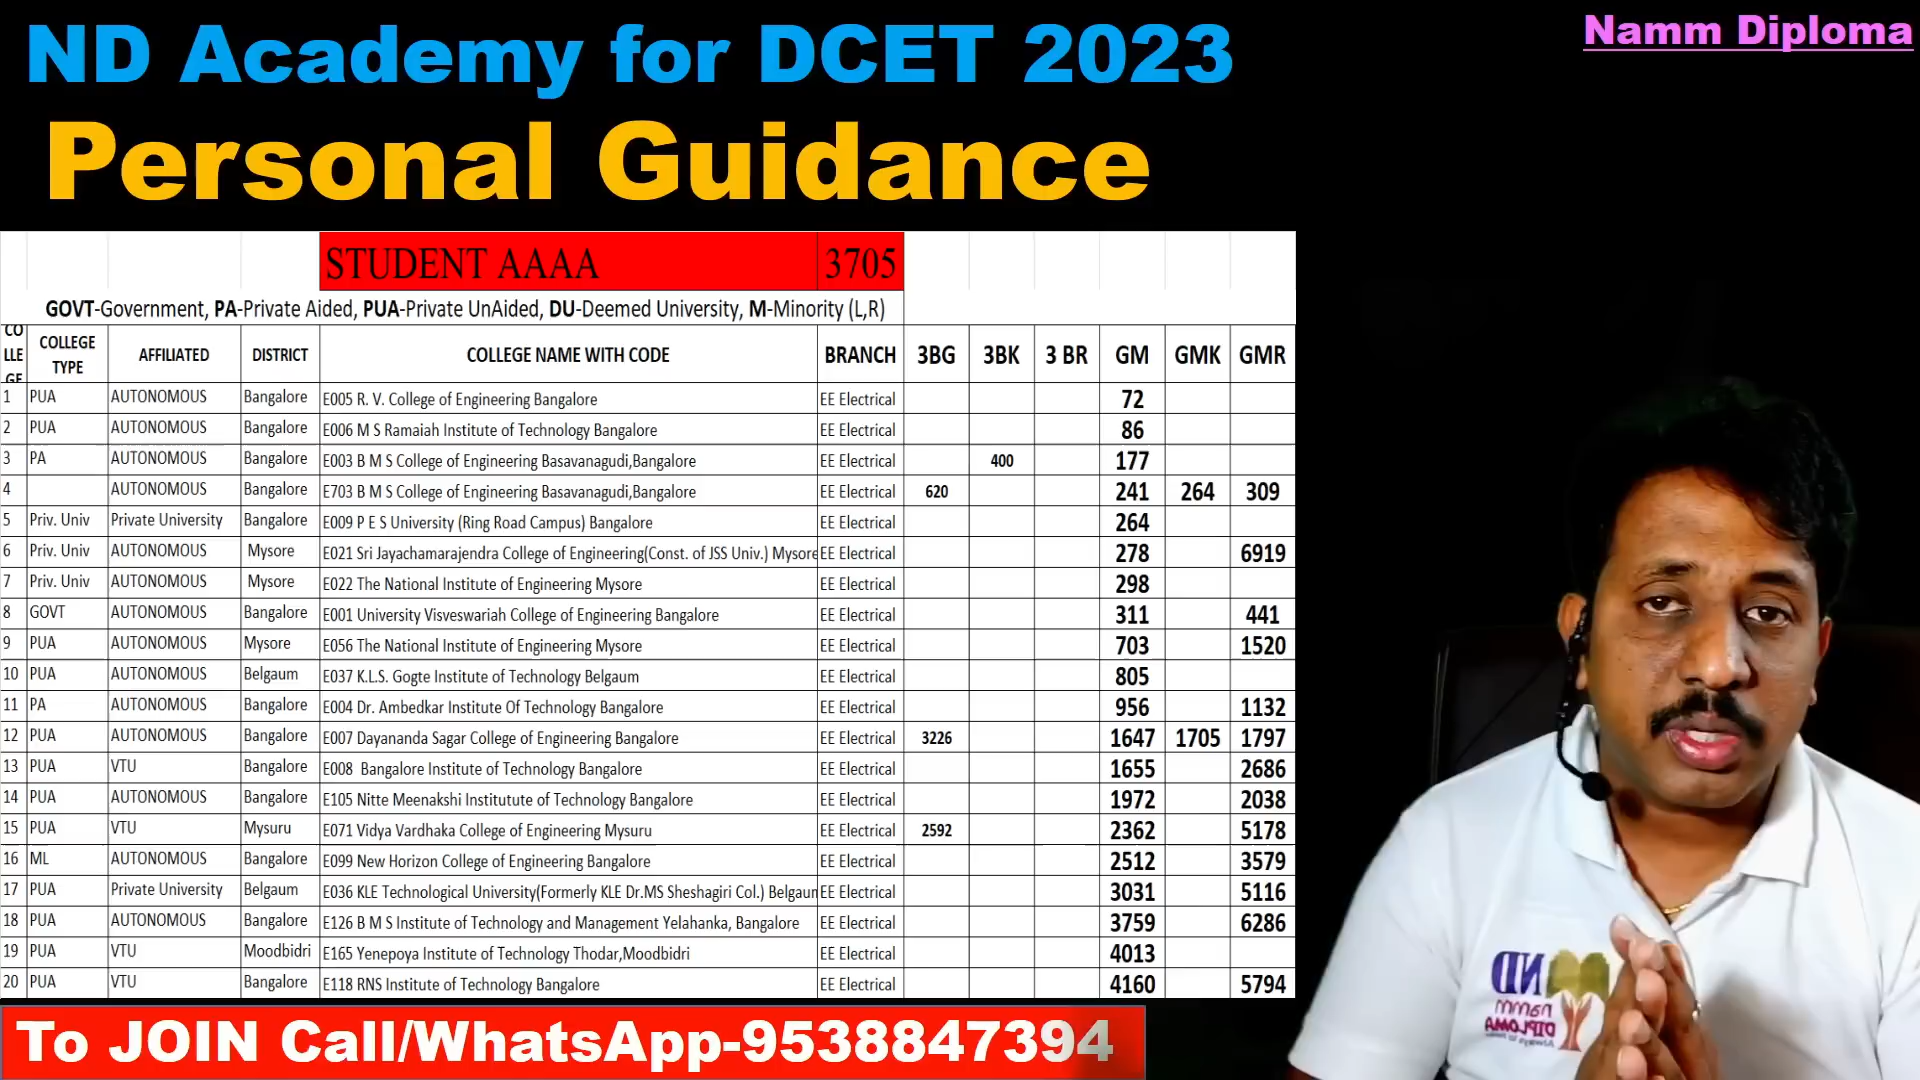 ND Academy for DCET 2023
Namm Diploma
Personal Guidance
STUDENT AAAA 3705
GOVT-Government, PA-Private Aided, PUA-Private UnAided, DU-Deemed University, M-Minority (L,R)
CO LLE GE COLLEGE TYPE AFFILIATED DISTRICT COLLEGE NAME WITH CODE BRANCH 3BG 3BK 3 BR GM GMK GMR
1 PUA AUTONOMOUS Bangalore E005 R. V. College of Engineering Bangalore EE Electrical 72
2 PUA AUTONOMOUS Bangalore E006 M S Ramaiah Institute of Technology Bangalore EE Electrical 86
3 PA AUTONOMOUS Bangalore E003 B M S College of Engineering Basavanagudi,Bangalore EE Electrical 400 177
4 AUTONOMOUS Bangalore E703 B M S College of Engineering Basavanagudi,Bangalore EE Electrical 620 241 264 309
5 Priv. Univ Private University Bangalore E009 P E S University (Ring Road Campus) Bangalore EE Electrical 264
6 Priv. Univ AUTONOMOUS Mysore E021 Sri Jayachamarajendra College of Engineering(Const. of JSS Univ.) Mysore EE Electrical 278 6919
7 Priv. Univ AUTONOMOUS Mysore E022 The National Institute of Engineering Mysore EE Electrical 298
8 GOVT AUTONOMOUS Bangalore E001 University Visveswariah College of Engineering Bangalore EE Electrical 311 441
9 PUA AUTONOMOUS Mysore E056 The National Institute of Engineering Mysore EE Electrical 703 1520
10 PUA AUTONOMOUS Belgaum E037 K.L.S. Gogte Institute of Technology Belgaum EE Electrical 805
11 PA AUTONOMOUS Bangalore E004 Dr. Ambedkar Institute Of Technology Bangalore EE Electrical 956 1132
12 PUA AUTONOMOUS Bangalore E007 Dayananda Sagar College of Engineering Bangalore EE Electrical 3226 1647 1705 1797
13 PUA VTU Bangalore E008 Bangalore Institute of Technology Bangalore EE Electrical 1655 2686
14 PUA AUTONOMOUS Bangalore E105 Nitte Meenakshi Institutute of Technology Bangalore EE Electrical 1972 2038
15 PUA VTU Mysuru E071 Vidya Vardhaka College of Engineering Mysuru EE Electrical 2592 2362 5178
16 ML AUTONOMOUS Bangalore E099 New Horizon College of Engineering Bangalore EE Electrical 2512 3579
17 PUA Private University Belgaum E036 KLE Technological University(Formerly KLE Dr.MS Sheshagiri Col.) Belgaum EE Electrical 3031 5116
18 PUA AUTONOMOUS Bangalore E126 B M S Institute of Technology and Management Yelahanka, Bangalore EE Electrical 3759 6286
19 PUA VTU Moodbidri E165 Yenepoya Institute of Technology Thodar,Moodbidri EE Electrical 4013
20 PUA VTU Bangalore E118 RNS Institute of Technology Bangalore EE Electrical 4160 5794
To JOIN Call/WhatsApp-9538847394
ND
namm
DIPLOMA